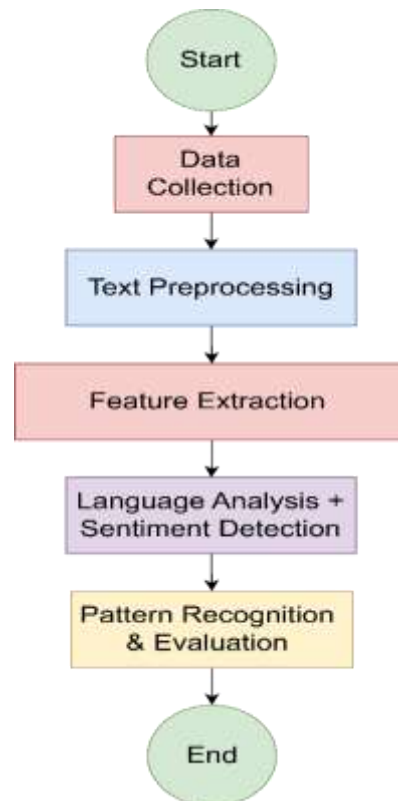 Start
Data
Collection
Text Preprocessing
Feature Extraction
Language Analysis +
Sentiment Detection
Pattern Recognition
& Evaluation
End